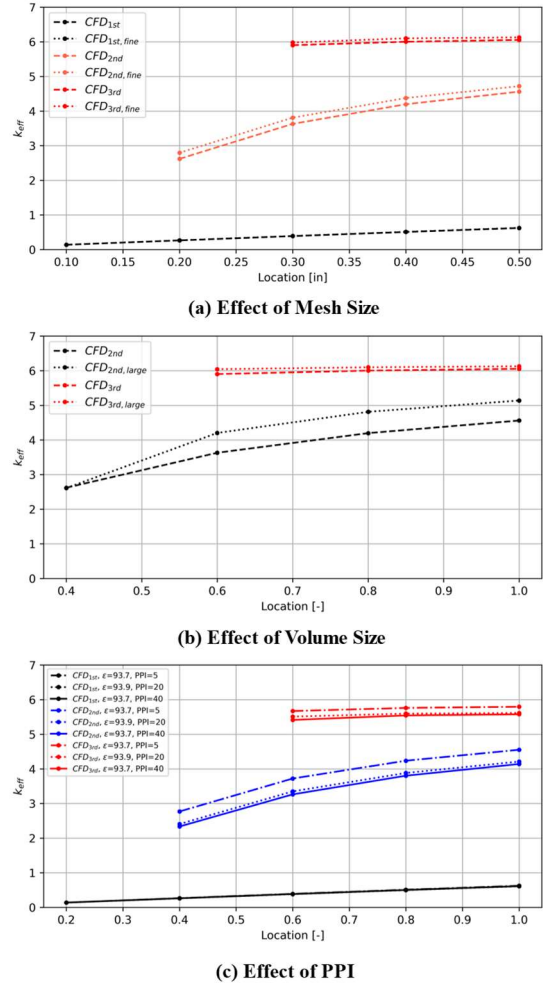 7
6
5
4
3
2
1
0
k_eff
CFD_1st
CFD_1st, fine
CFD_2nd
CFD_2nd, fine
CFD_3rd
CFD_3rd, fine
0.10 0.15 0.20 0.25 0.30 0.35 0.40 0.45 0.50
Location [in]
(a) Effect of Mesh Size
7
6
5
4
3
2
1
0
k_eff
CFD_2nd
CFD_2nd, large
CFD_3rd
CFD_3rd, large
0.4 0.5 0.6 0.7 0.8 0.9 1.0
Location [-]
(b) Effect of Volume Size
7
6
5
4
3
2
1
0
k_eff
CFD_1st, ε=93.7, PPI=5
CFD_1st, ε=93.9, PPI=20
CFD_1st, ε=93.7, PPI=40
CFD_2nd, ε=93.7, PPI=5
CFD_2nd, ε=93.9, PPI=20
CFD_2nd, ε=93.7, PPI=40
CFD_3rd, ε=93.7, PPI=5
CFD_3rd, ε=93.9, PPI=20
CFD_3rd, ε=93.7, PPI=40
0.2 0.3 0.4 0.5 0.6 0.7 0.8 0.9 1.0
Location [-]
(c) Effect of PPI